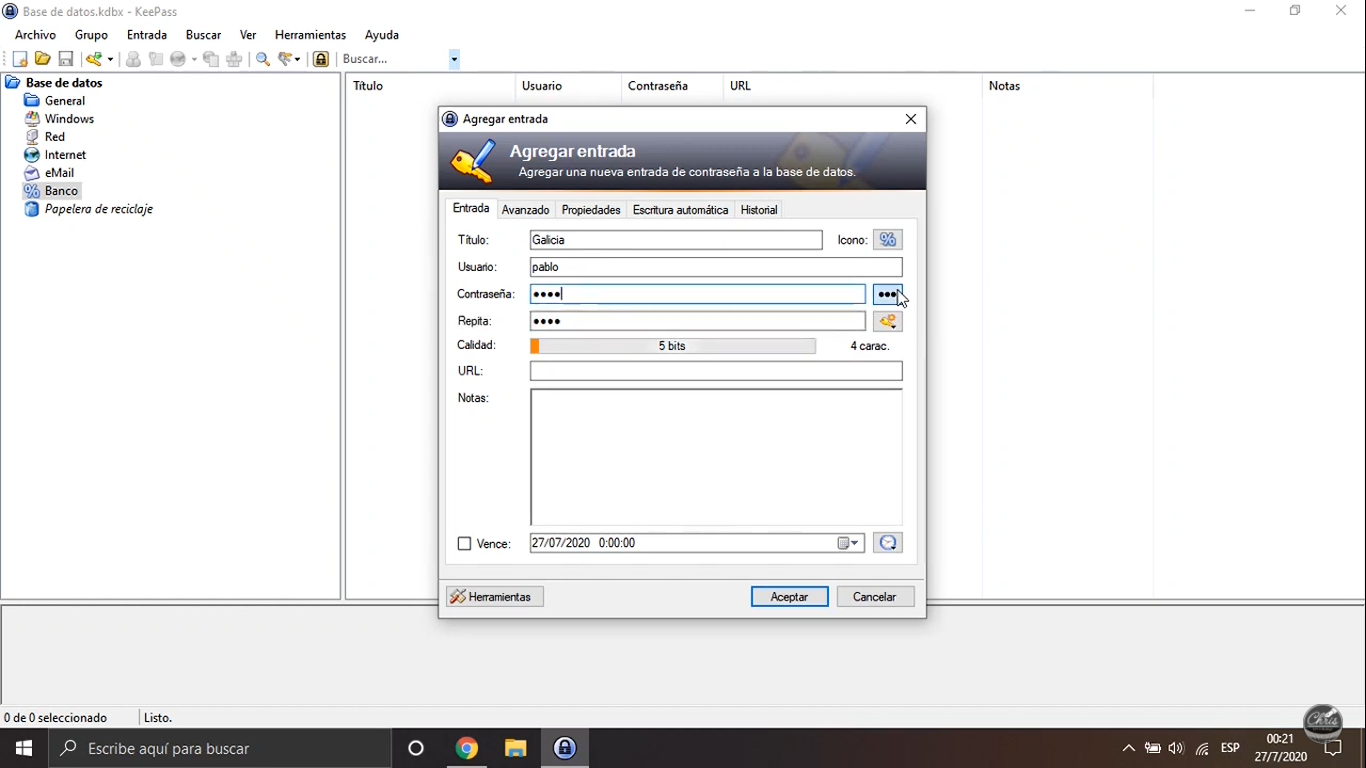 Base de datos.kdbx - KeePass
Archivo Grupo Entrada Buscar Ver Herramientas Ayuda
Buscar...
Base de datos
General
Windows
Red
Internet
eMail
Banco
Papelera de reciclaje
Título Usuario Contraseña URL Notas
Agregar entrada
Agregar entrada
Agregar una nueva entrada de contraseña a la base de datos.
Entrada Avanzado Propiedades Escritura automática Historial
Título: Galicia Icono:
Usuario: pablo
Contraseña: ●●●● ●●●
Repita: ●●●●
Calidad: 5 bits 4 carac.
URL:
Notas:
Vence: 27/07/2020 0:00:00
Herramientas Aceptar Cancelar
0 de 0 seleccionado Listo.
Chris
Escribe aquí para buscar
ESP
00:21
27/7/2020